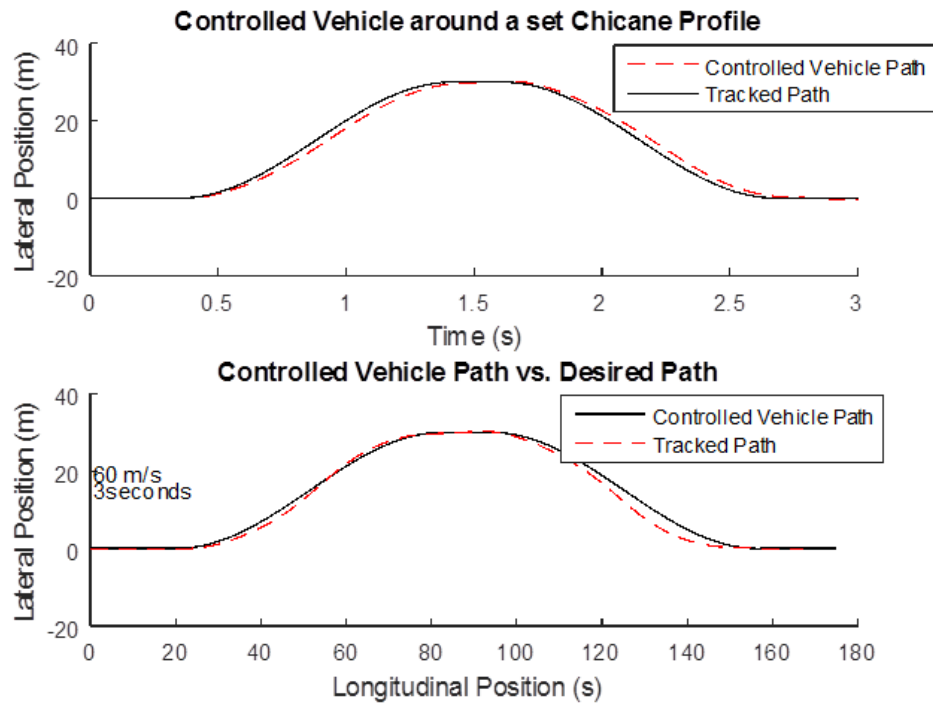 Controlled Vehicle around a set Chicane Profile
40
20
0
-20
Lateral Position (m)
Controlled Vehicle Path
Tracked Path
0 0.5 1 1.5 2 2.5 3
Time (s)
Controlled Vehicle Path vs. Desired Path
40
20
0
-20
Lateral Position (m)
60 m/s
3seconds
Controlled Vehicle Path
Tracked Path
0 20 40 60 80 100 120 140 160 180
Longitudinal Position (s)